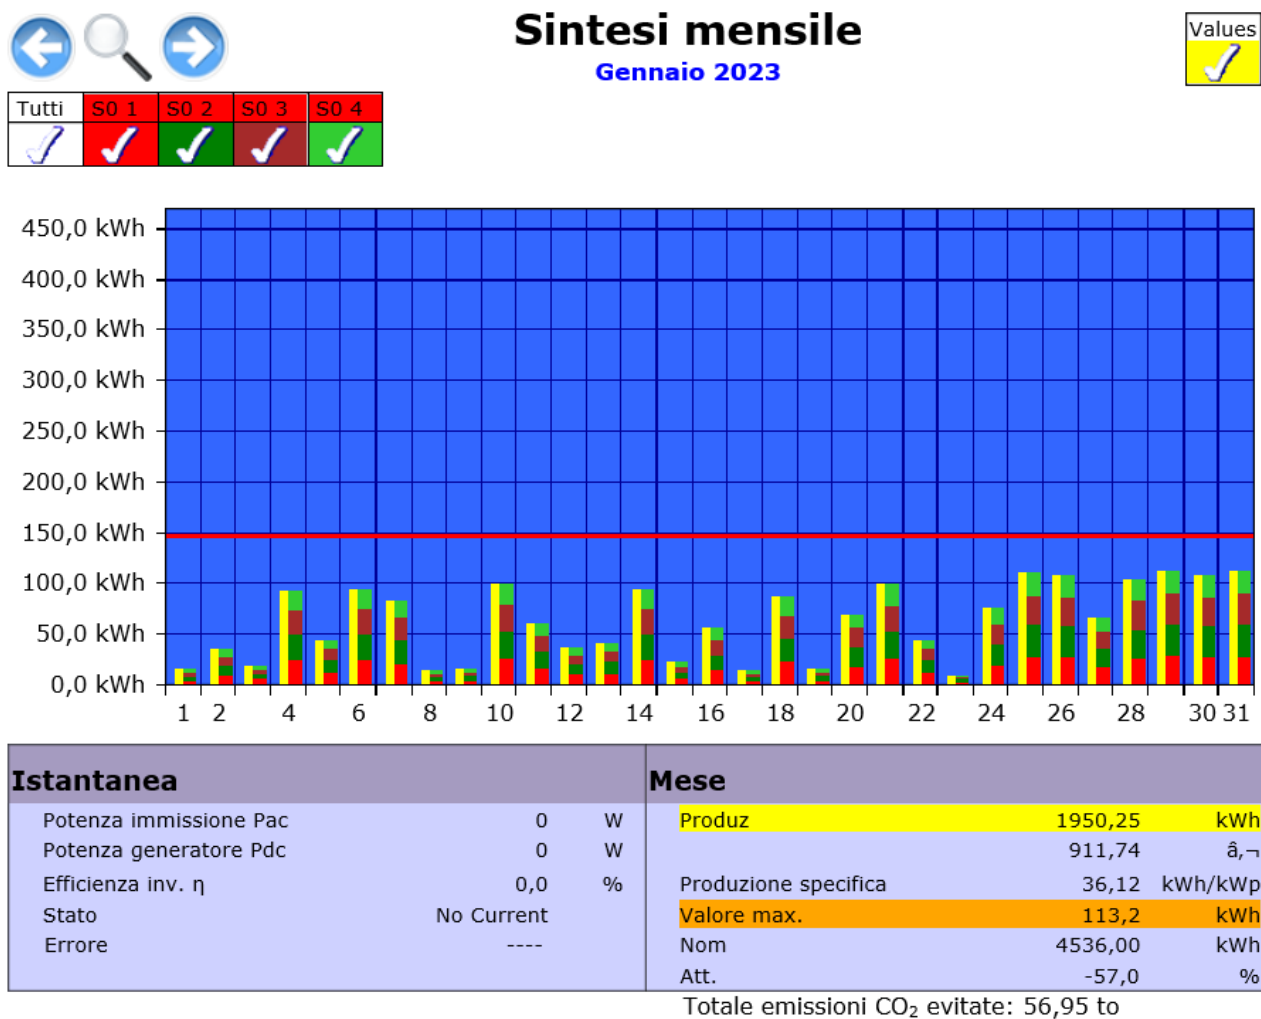 Sintesi mensile
Gennaio 2023
Values
Tutti S0 1 S0 2 S0 3 S0 4
450,0 kWh
400,0 kWh
350,0 kWh
300,0 kWh
250,0 kWh
200,0 kWh
150,0 kWh
100,0 kWh
50,0 kWh
0,0 kWh
1 2 4 6 8 10 12 14 16 18 20 22 24 26 28 30 31
Istantanea
Potenza immissione Pac 0 W
Potenza generatore Pdc 0 W
Efficienza inv. η 0,0 %
Stato No Current
Errore ----
Mese
Produz 1950,25 kWh
911,74 â,¬
Produzione specifica 36,12 kWh/kWp
Valore max. 113,2 kWh
Nom 4536,00 kWh
Att. -57,0 %
Totale emissioni CO₂ evitate: 56,95 to